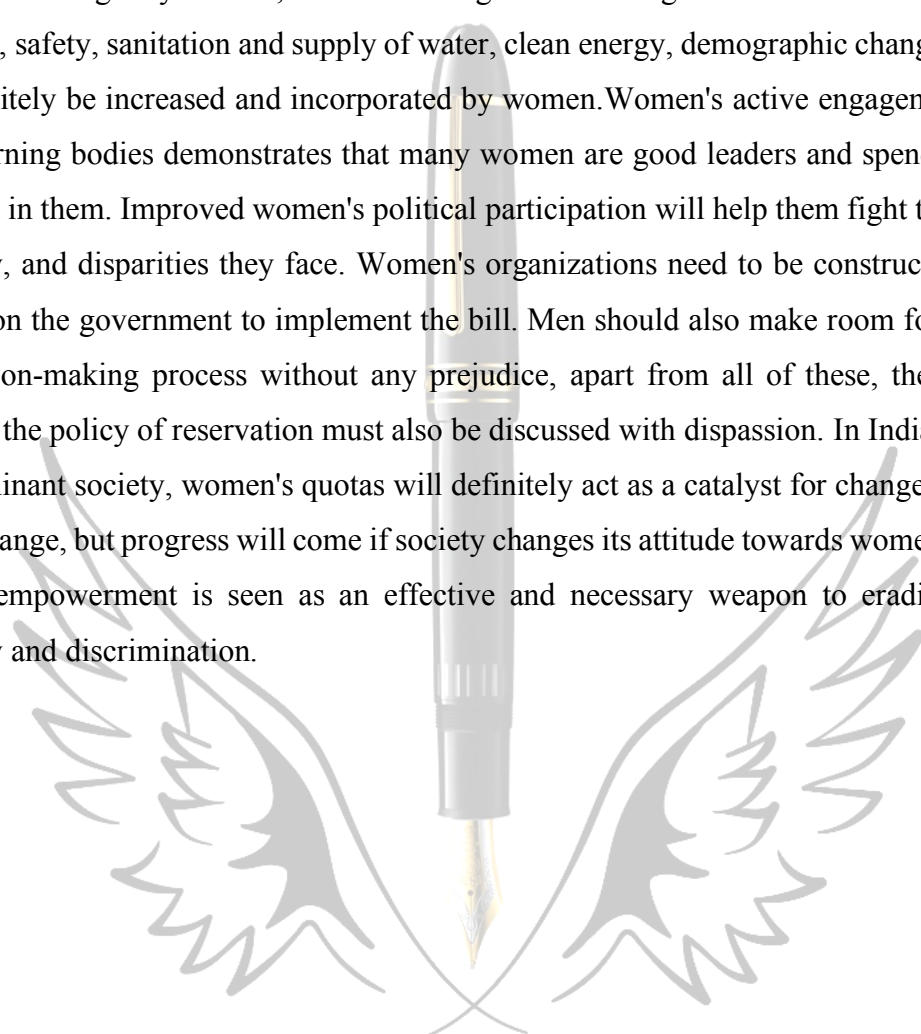 , safety, sanitation and supply of water, clean energy, demographic chang
itely be increased and incorporated by women.Women's active engagen
rning bodies demonstrates that many women are good leaders and spen
in them. Improved women's political participation will help them fight t
, and disparities they face. Women's organizations need to be construc
on the government to implement the bill. Men should also make room fo
on-making process without any prejudice, apart from all of these, the
the policy of reservation must also be discussed with dispassion. In India
inant society, women's quotas will definitely act as a catalyst for change
ange, but progress will come if society changes its attitude towards wome
empowerment is seen as an effective and necessary weapon to eradi
and discrimination.